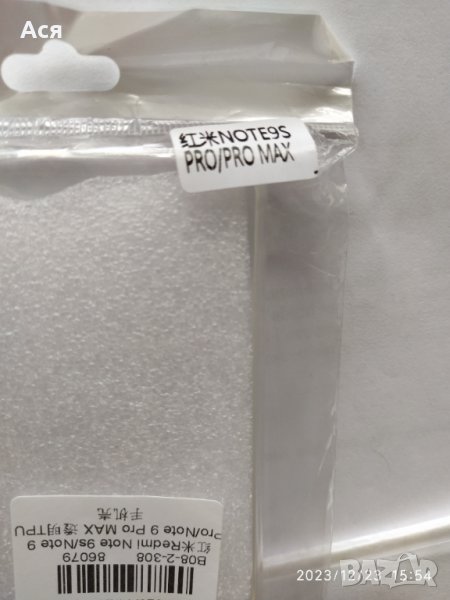 Ася
红米NOTE9S
PRO/PRO MAX
B08-2-308 86079
红米Redmi Note 9s/Note 9
Pro/Note 9 Pro MAX 透明TPU
手机壳
2023/12/23 15:54
bazar